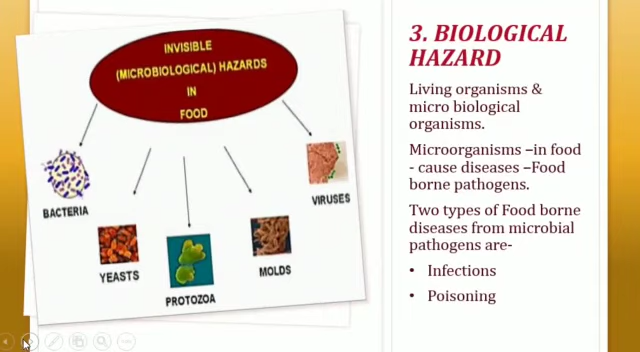 INVISIBLE
(MICROBIOLOGICAL) HAZARDS
IN
FOOD
BACTERIA
YEASTS
PROTOZOA
MOLDS
VIRUSES
3. BIOLOGICAL
HAZARD
Living organisms &
micro biological
organisms.
Microorganisms –in food
- cause diseases –Food
borne pathogens.
Two types of Food borne
diseases from microbial
pathogens are-
• Infections
• Poisoning